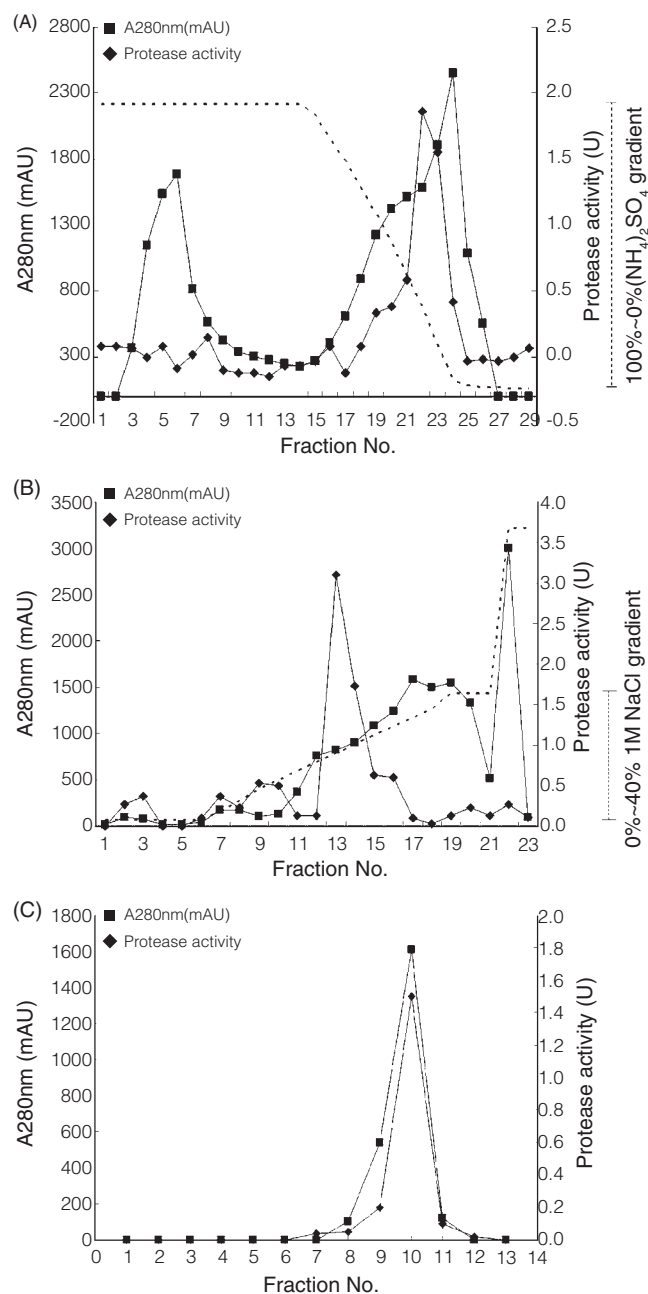 (A)
A280nm(mAU)
Protease activity
2800
2300
1800
1300
800
300
-200
A280nm (mAU)
2.5
2.0
1.5
1.0
0.5
0.0
-0.5
Protease activity (U)
100%~0%(NH4)2SO4 gradient
1 3 5 7 9 11 13 15 17 19 21 23 25 27 29
Fraction No.
(B)
A280nm(mAU)
Protease activity
3500
3000
2500
2000
1500
1000
500
0
A280nm (mAU)
4.0
3.5
3.0
2.5
2.0
1.5
1.0
0.5
0.0
Protease activity (U)
0%~40% 1M NaCl gradient
1 3 5 7 9 11 13 15 17 19 21 23
Fraction No.
(C)
A280nm(mAU)
Protease activity
1800
1600
1400
1200
1000
800
600
400
200
0
A280nm (mAU)
2.0
1.8
1.6
1.4
1.2
1.0
0.8
0.6
0.4
0.2
0.0
Protease activity (U)
0 1 2 3 4 5 6 7 8 9 10 11 12 13 14
Fraction No.